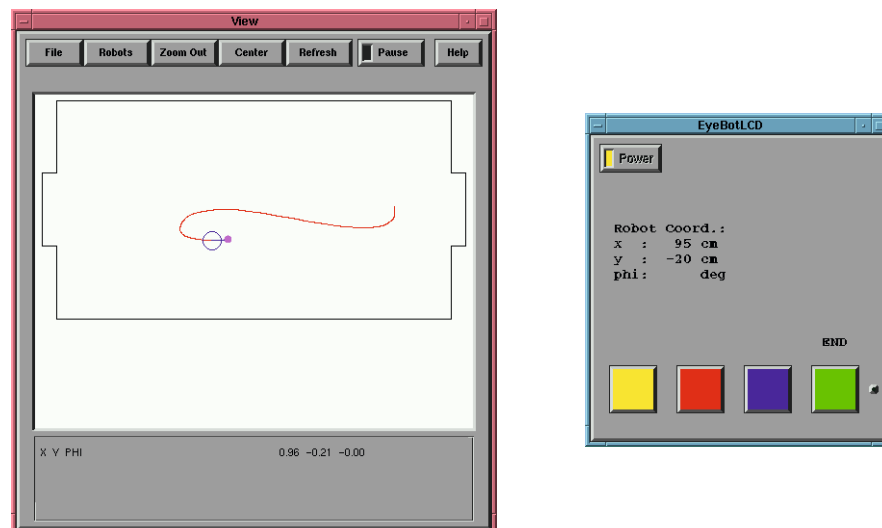 View
File Robots Zoom Out Center Refresh Pause Help
X Y PHI 0.96 -0.21 -0.00
EyeBotLCD
Power
Robot Coord.:
x : 95 cm
y : -20 cm
phi: deg
END